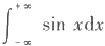 ∫_{-∞}^{+∞} sin xdx